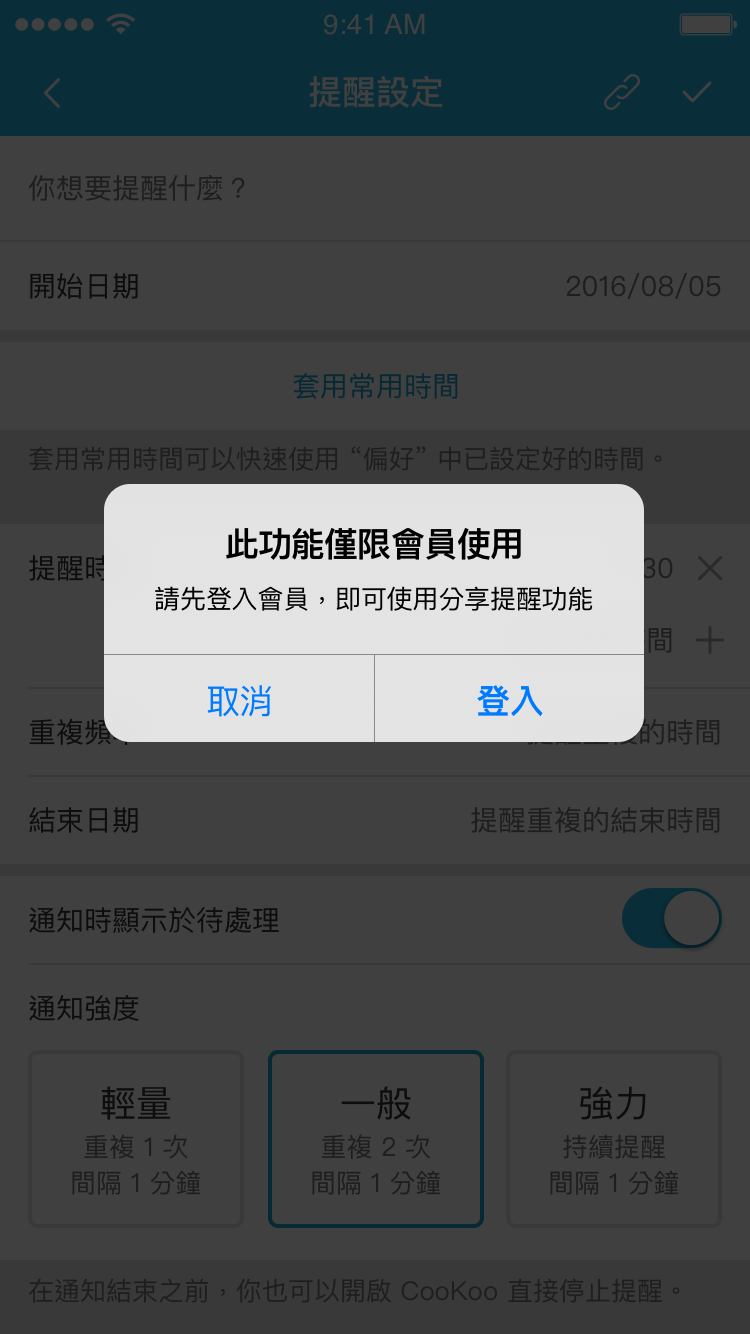 9:41 AM
提醒設定
你想要提醒什麼？
開始日期 2016/08/05
套用常用時間
套用常用時間可以快速使用“偏好”中已設定好的時間。
此功能僅限會員使用
請先登入會員，即可使用分享提醒功能
取消 登入
提醒時 30
間
重複頻 的時間
結束日期 提醒重複的結束時間
通知時顯示於待處理
通知強度
輕量 一般 強力
重複 1 次 重複 2 次 持續提醒
間隔 1 分鐘 間隔 1 分鐘 間隔 1 分鐘
在通知結束之前，你也可以開啟 CooKoo 直接停止提醒。